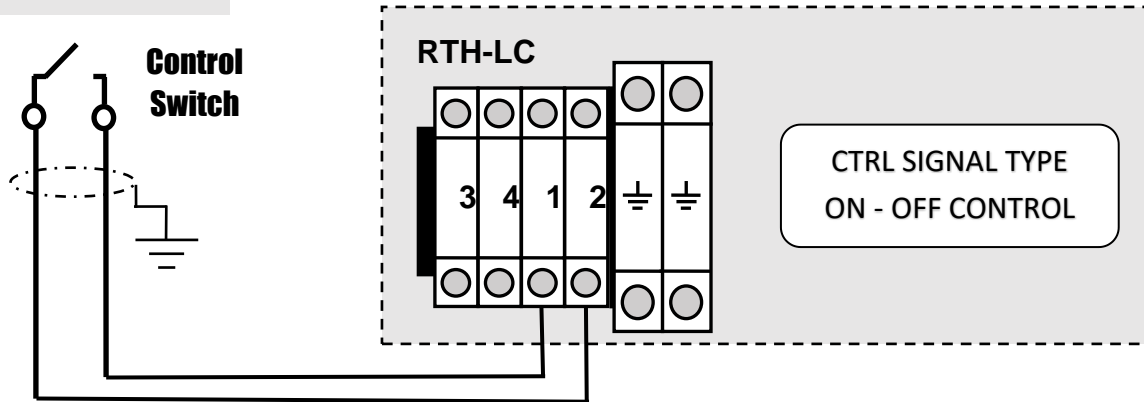 Control
Switch
RTH-LC
3 4 1 2
CTRL SIGNAL TYPE
ON - OFF CONTROL